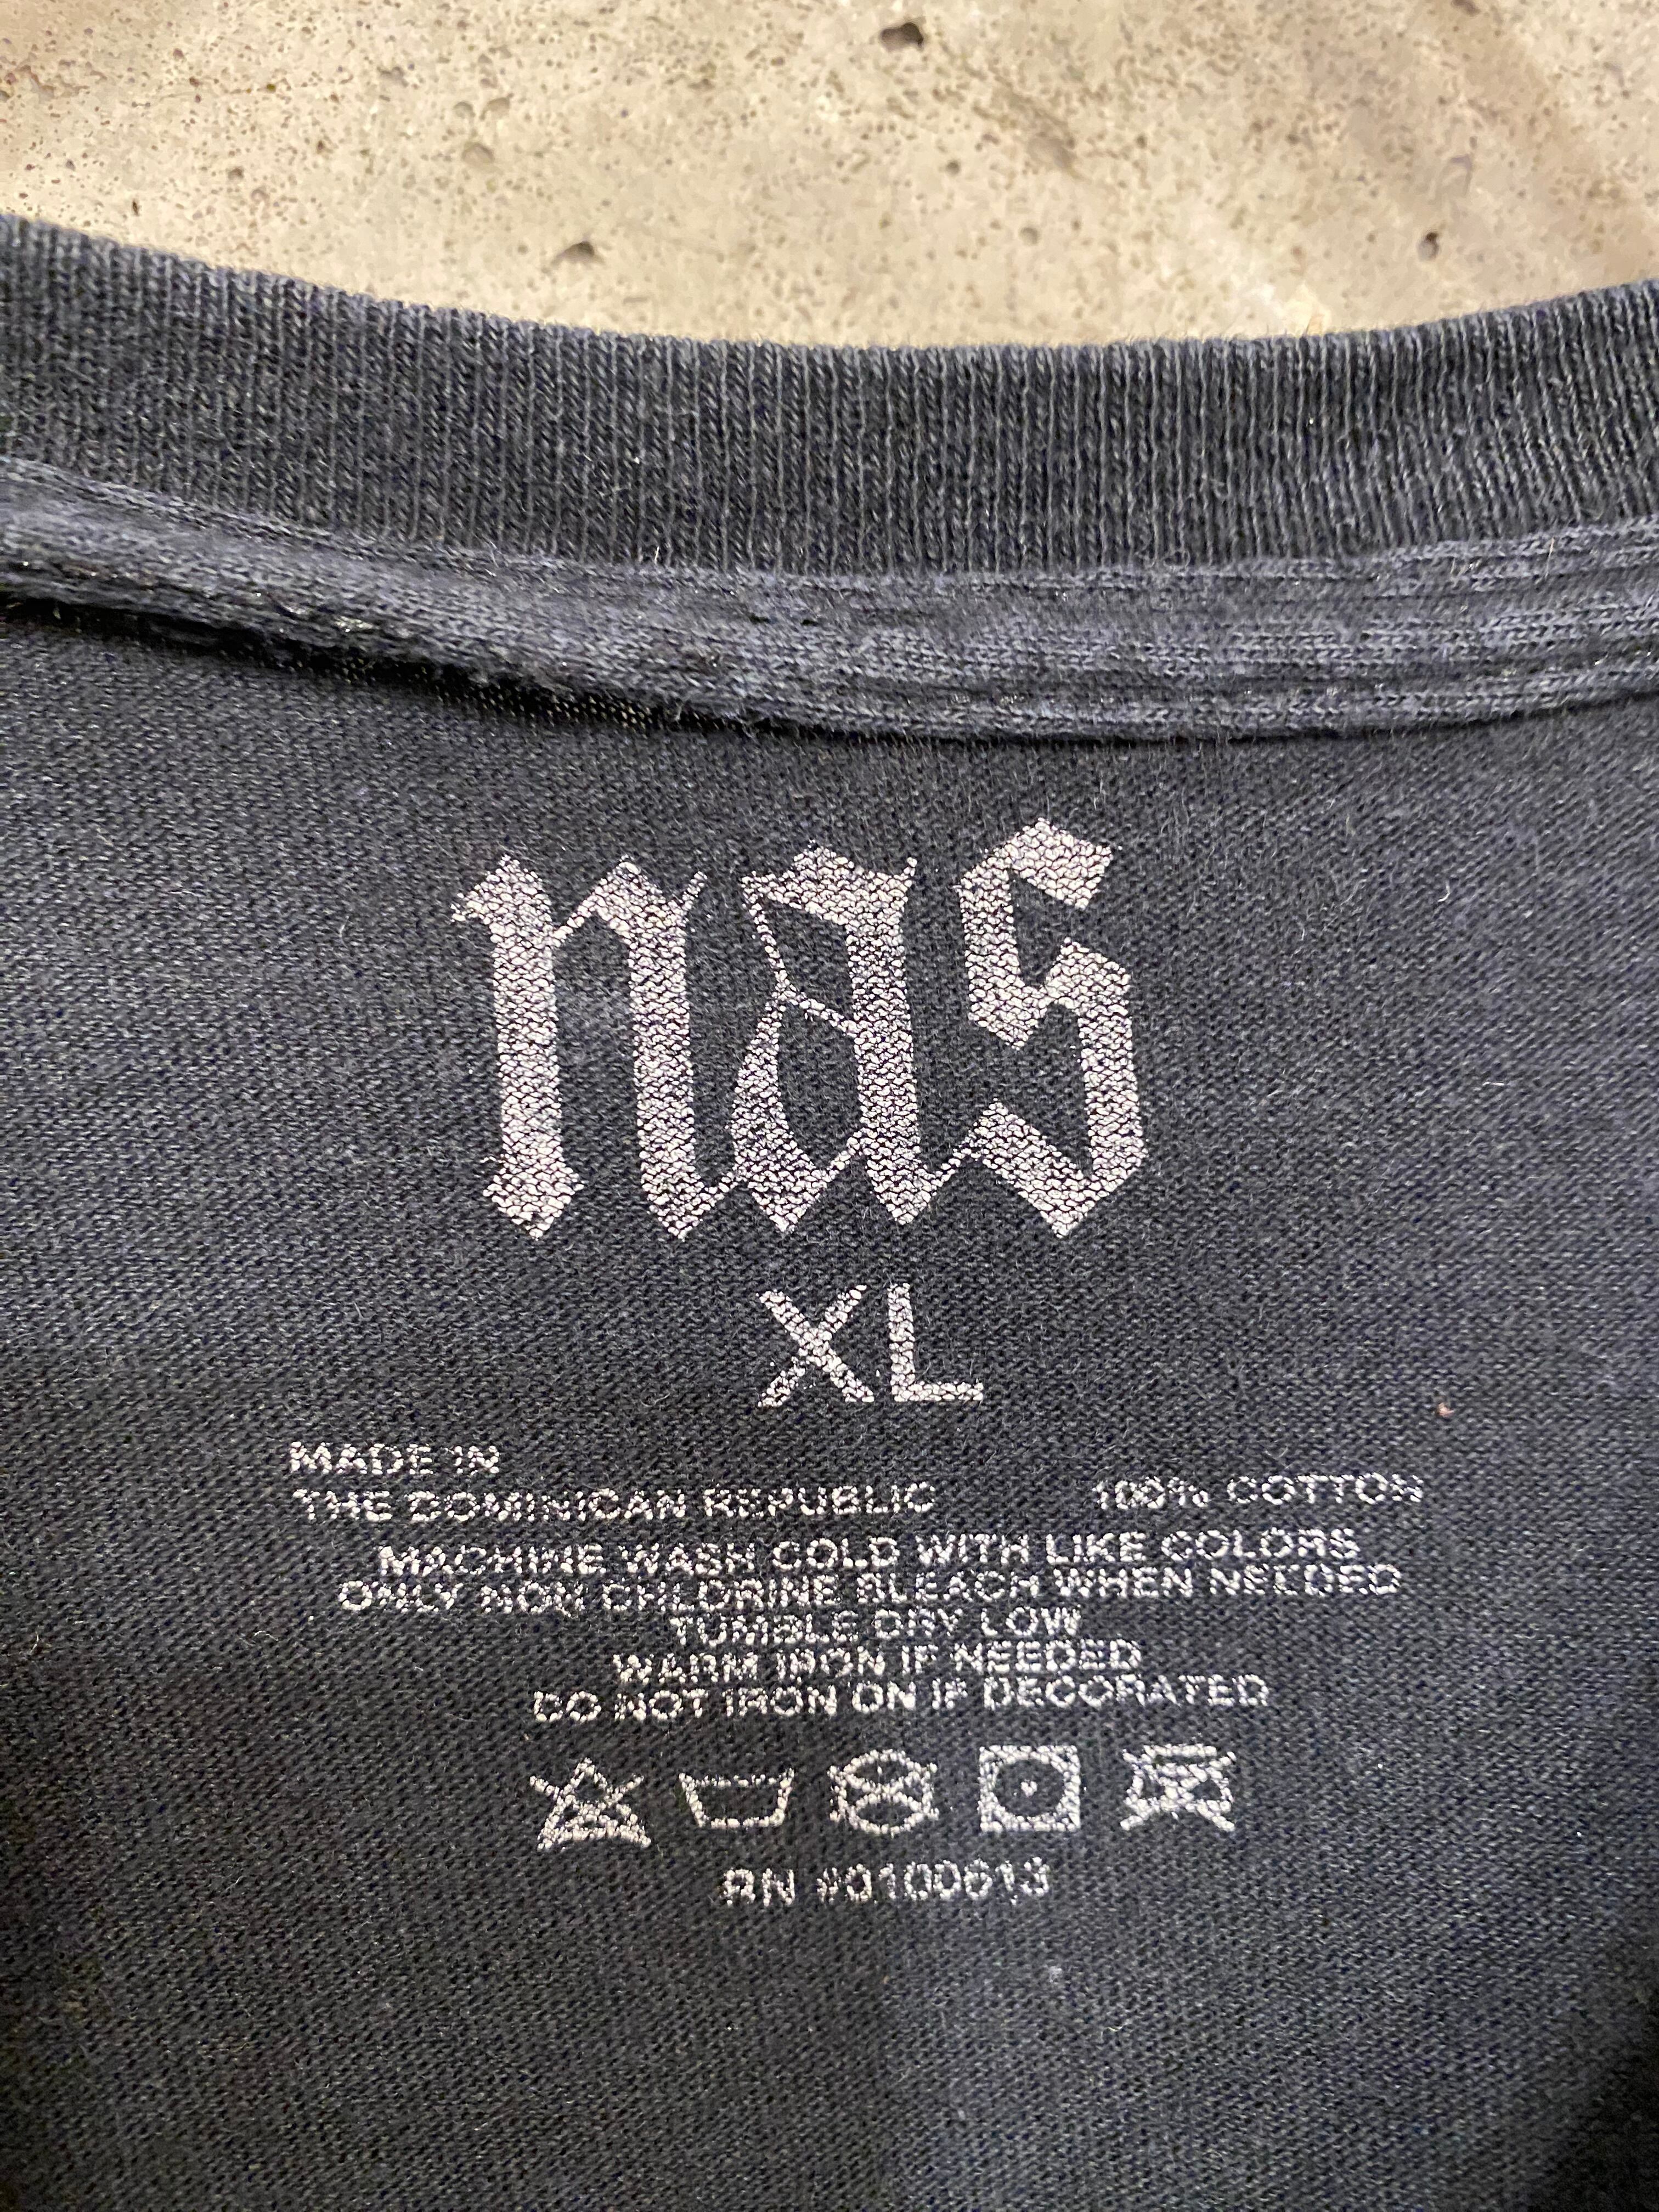 nas
XL
MADE IN
THE DOMINICAN REPUBLIC 100% COTTON
MACHINE WASH COLD WITH LIKE COLORS
ONLY NON CHLORINE BLEACH WHEN NEEDED
TUMBLE DRY LOW
WARM IRON IF NEEDED
DO NOT IRON ON IF DECORATED
RN #0100613